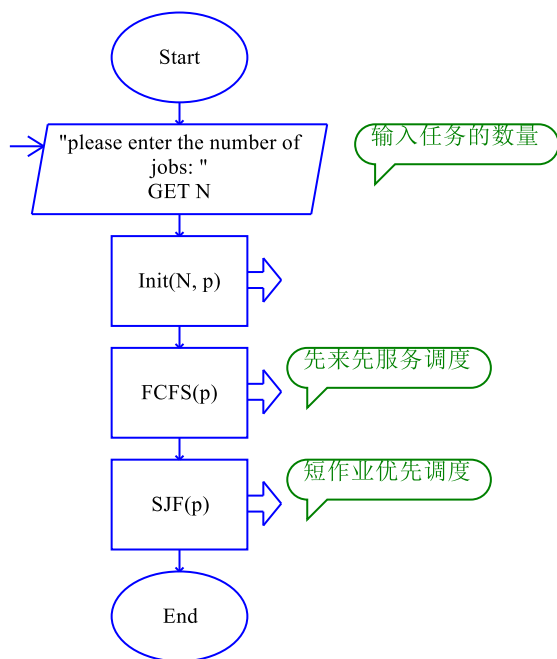 Start
"please enter the number of
jobs: "
GET N
输入任务的数量
Init(N, p)
FCFS(p)
先来先服务调度
SJF(p)
短作业优先调度
End